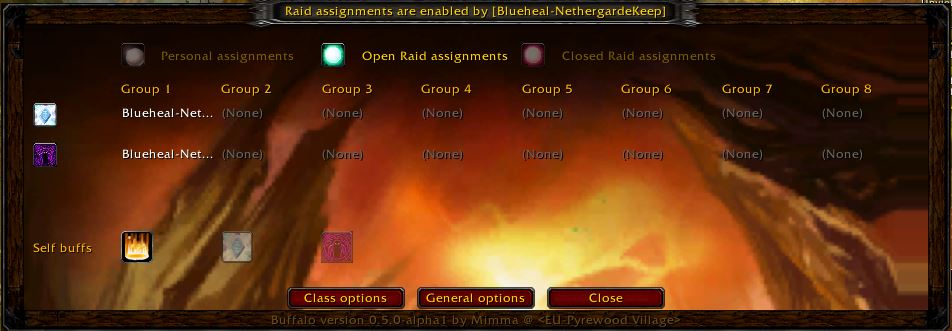 Raid assignments are enabled by [Blueheal-NethergardeKeep]
Personal assignments Open Raid assignments Closed Raid assignments
Group 1 Group 2 Group 3 Group 4 Group 5 Group 6 Group 7 Group 8
Blueheal-Net... (None) (None) (None) (None) (None) (None) (None)
Blueheal-Net... (None) (None) (None) (None) (None) (None) (None)
Self buffs
Class options General options Close
Buffalo version 0.5.0-alpha1 by Mimma @ <EU-Pyrewood Village>